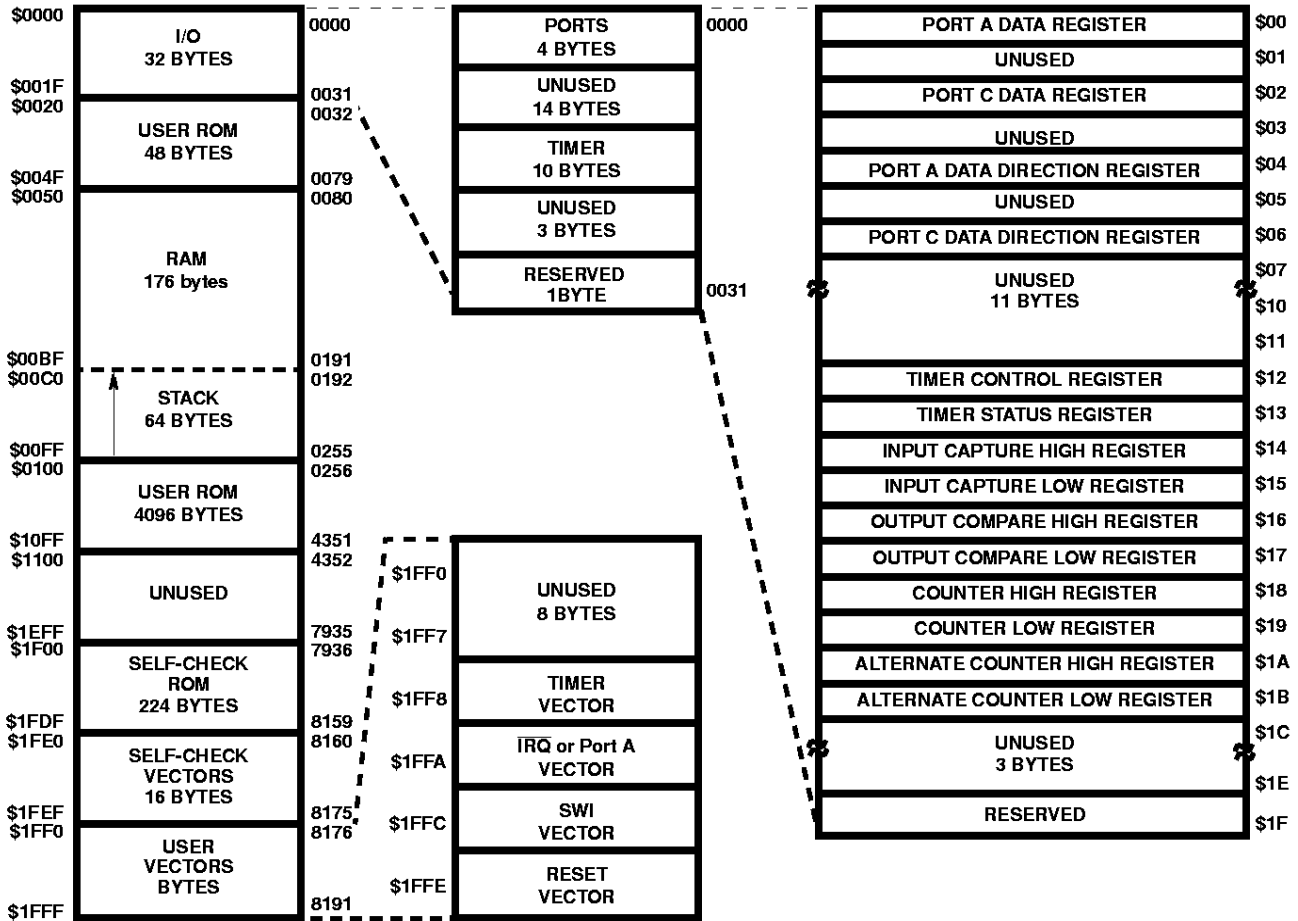 $0000
I/O
32 BYTES
0000
$001F
0031
$0020
0032
USER ROM
48 BYTES
$004F
0079
$0050
0080
RAM
176 bytes
$00BF
0191
$00C0
0192
STACK
64 BYTES
$00FF
0255
$0100
0256
USER ROM
4096 BYTES
$10FF
4351
$1100
4352
UNUSED
$1EFF
7935
$1F00
7936
SELF-CHECK
ROM
224 BYTES
$1FDF
8159
$1FE0
8160
SELF-CHECK
VECTORS
16 BYTES
$1FEF
8175
$1FF0
8176
USER
VECTORS
BYTES
$1FFF
8191
PORTS
4 BYTES
0000
UNUSED
14 BYTES
TIMER
10 BYTES
UNUSED
3 BYTES
RESERVED
1BYTE
0031
$1FF0
UNUSED
8 BYTES
$1FF7
$1FF8
TIMER
VECTOR
$1FFA
IRQ or Port A
VECTOR
$1FFC
SWI
VECTOR
$1FFE
RESET
VECTOR
PORT A DATA REGISTER $00
UNUSED $01
PORT C DATA REGISTER $02
UNUSED $03
PORT A DATA DIRECTION REGISTER $04
UNUSED $05
PORT C DATA DIRECTION REGISTER $06
$07
UNUSED
11 BYTES
$10
$11
TIMER CONTROL REGISTER $12
TIMER STATUS REGISTER $13
INPUT CAPTURE HIGH REGISTER $14
INPUT CAPTURE LOW REGISTER $15
OUTPUT COMPARE HIGH REGISTER $16
OUTPUT COMPARE LOW REGISTER $17
COUNTER HIGH REGISTER $18
COUNTER LOW REGISTER $19
ALTERNATE COUNTER HIGH REGISTER $1A
ALTERNATE COUNTER LOW REGISTER $1B
$1C
UNUSED
3 BYTES
$1E
RESERVED $1F